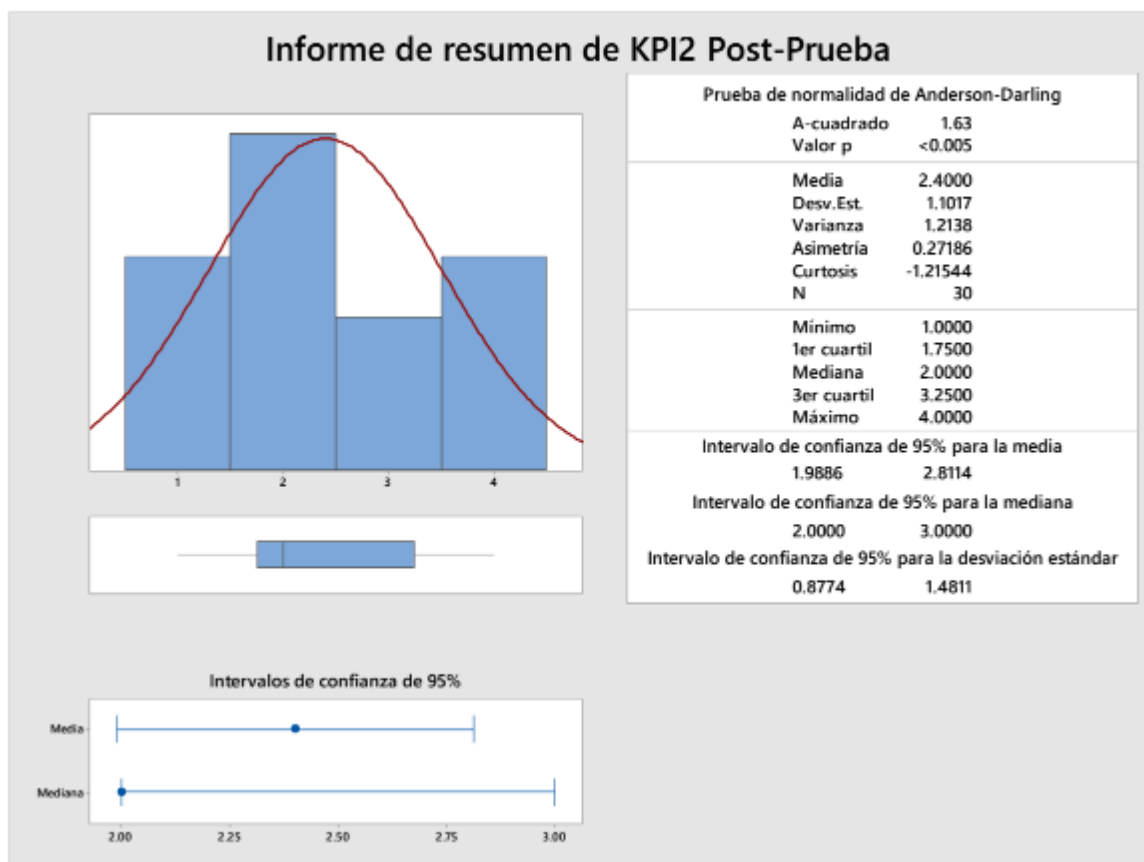 Informe de resumen de KPI2 Post-Prueba
Prueba de normalidad de Anderson-Darling
A-cuadrado 1.63
Valor p <0.005
Media 2.4000
Desv.Est. 1.1017
Varianza 1.2138
Asimetría 0.27186
Curtosis -1.21544
N 30
Mínimo 1.0000
1er cuartil 1.7500
Mediana 2.0000
3er cuartil 3.2500
Máximo 4.0000
Intervalo de confianza de 95% para la media
1.9886 2.8114
Intervalo de confianza de 95% para la mediana
2.0000 3.0000
Intervalo de confianza de 95% para la desviación estándar
0.8774 1.4811
1 2 3 4
Intervalos de confianza de 95%
Media
Mediana
2.00 2.25 2.50 2.75 3.00